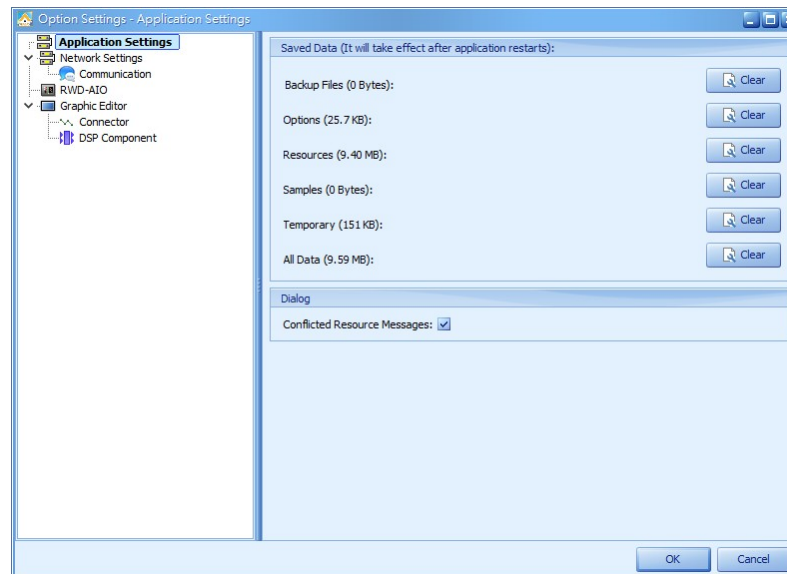 Option Settings - Application Settings
Application Settings
Network Settings
Communication
RWD-AIO
Graphic Editor
Connector
DSP Component
Saved Data (It will take effect after application restarts):
Backup Files (0 Bytes):
Clear
Options (25.7 KB):
Clear
Resources (9.40 MB):
Clear
Samples (0 Bytes):
Clear
Temporary (151 KB):
Clear
All Data (9.59 MB):
Clear
Dialog
Conflicted Resource Messages:
OK
Cancel